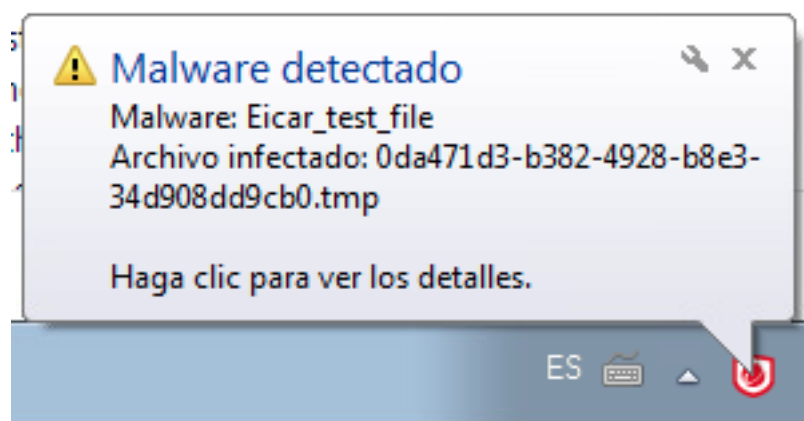 Malware detectado
Malware: Eicar_test_file
Archivo infectado: 0da471d3-b382-4928-b8e3-
34d908dd9cb0.tmp
Haga clic para ver los detalles.
ES